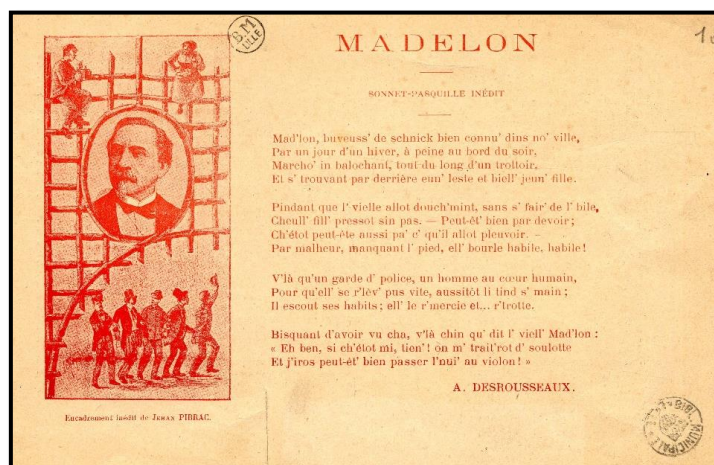 B.M
LILLE
MADELON
SONNET-PASQUILLE INÉDIT
Mad'lon, buveuss' de schnick bien connu' dins no' ville,
Par un jour d'un hiver, à peine au bord du soir,
Marcho' in balochant, tout du long d'un trottoir,
Et s' trouvant par derrière eun' leste et biell' jeun' fille.
Pindant que l' vielle allot douch'mint, sans s' fair' de l' bile,
Cheull' fill' pressot sin pas. — Peut-êt' bien par devoir ;
Ch'étot peut-ête aussi pa' c' qu'il allot pleuvoir. —
Par malheur, manquant l' pied, ell' bourle habile, habile !
V'là qu'un garde d' police, un homme au cœur humain,
Pour qu'ell' se r'lèv' pus vite, aussitôt li tind s' main ;
Il escout ses habits ; ell' le r'mercie et... r'trotte.
Bisquant d'avoir vu cha, v'là chin qu' dit l' viell' Mad'lon :
« Eh ben, si ch'étot mi, tien' ! on m' trait'rot d' soulotte
Et j'iros peut-êt' bien passer l'nui' au violon ! »
A. DESROUSSEAUX.
Encadrement inédit de JEHAN PIRRAC.
MUNICIPALE